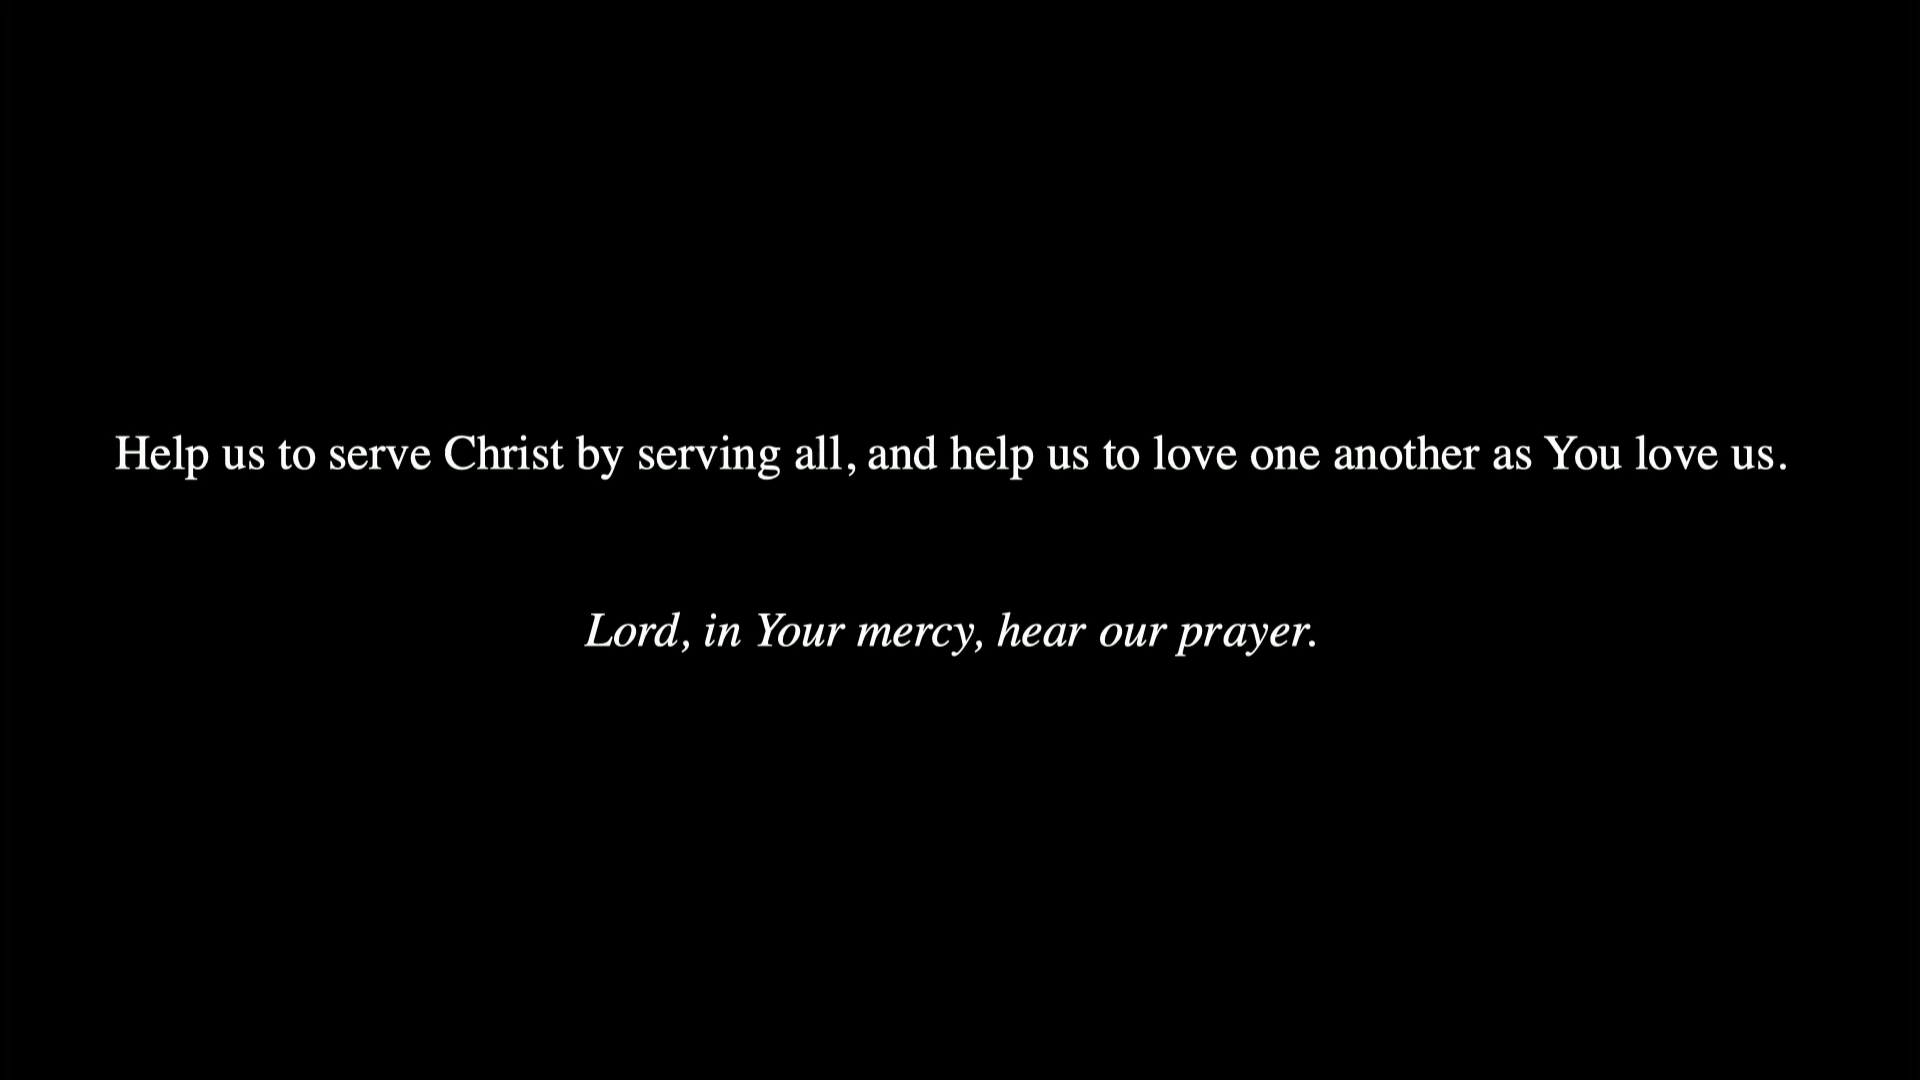 Help us to serve Christ by serving all, and help us to love one another as You love us.
Lord, in Your mercy, hear our prayer.